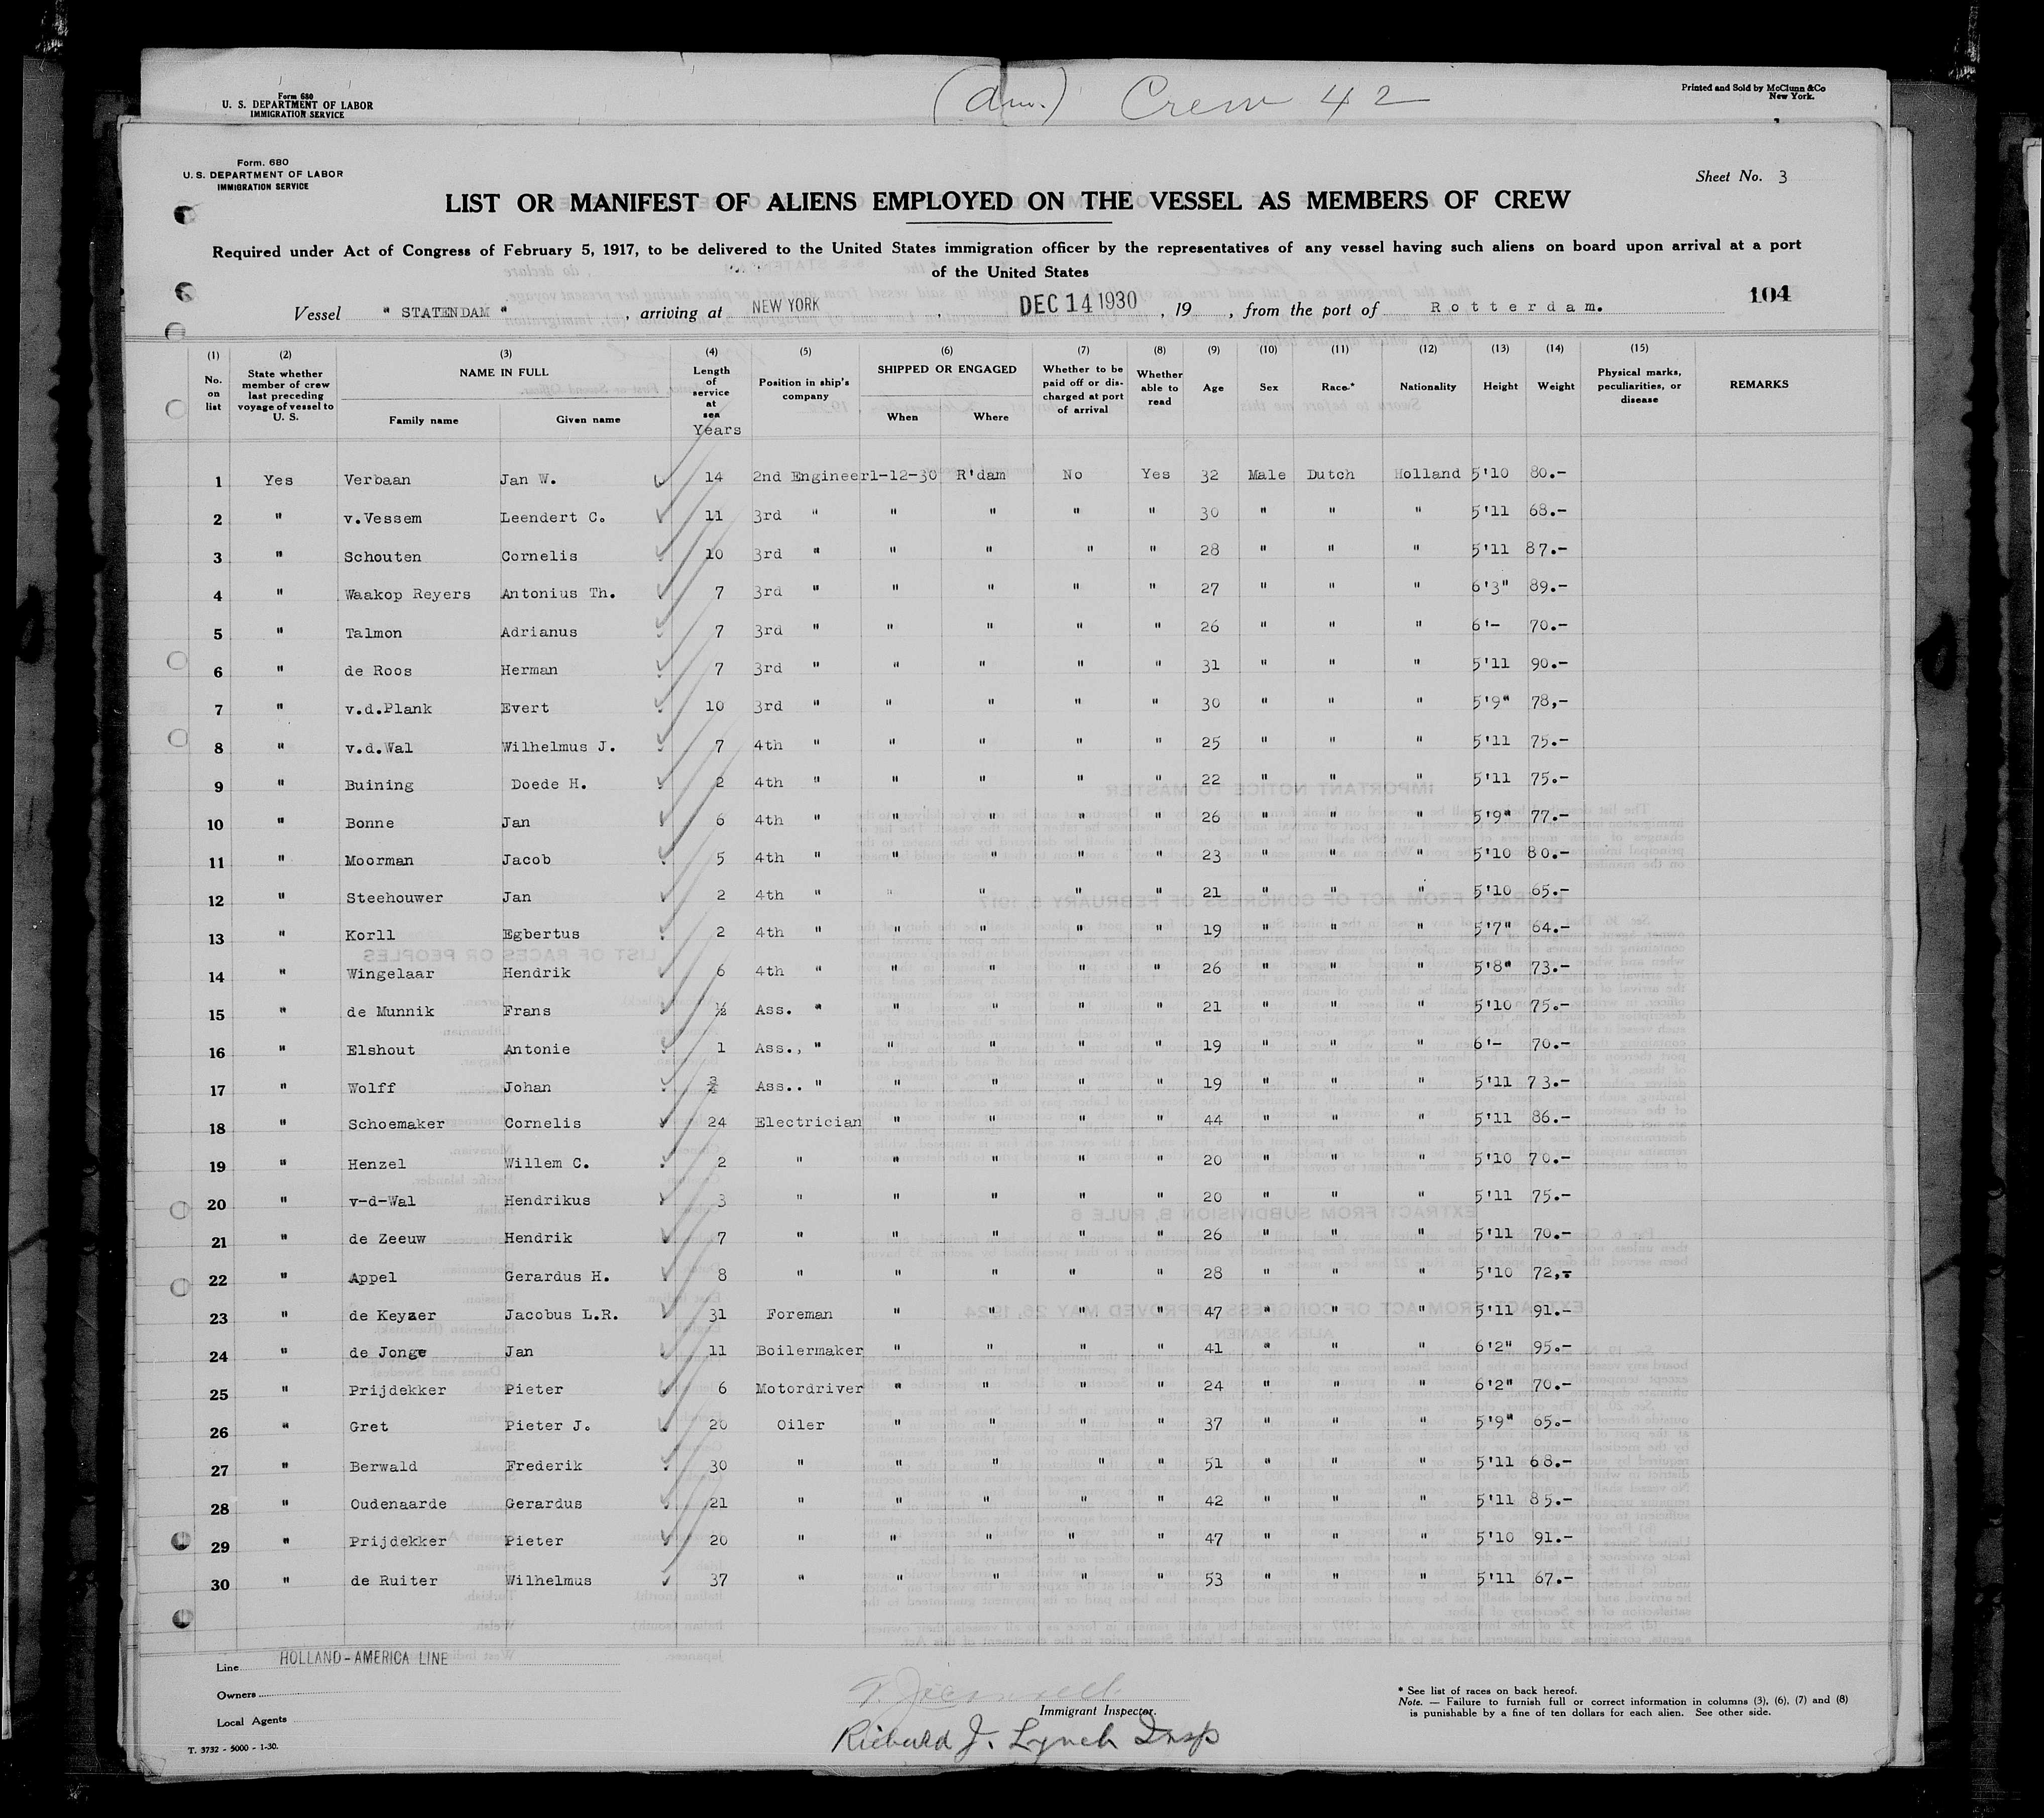 Form 680
U. S. DEPARTMENT OF LABOR
IMMIGRATION SERVICE
Crew 42
Printed and Sold by McClunn &Co
New York.
Form. 680
U. S. DEPARTMENT OF LABOR
IMMIGRATION SERVICE
Sheet No. 3
LIST OR MANIFEST OF ALIENS EMPLOYED ON THE VESSEL AS MEMBERS OF CREW
Required under Act of Congress of February 5, 1917, to be delivered to the United States immigration officer by the representatives of any vessel having such aliens on board upon arrival at a port
of the United States
104
Vessel " STATENDAM " , arriving at NEW YORK , DEC 14 1930 , 19 , from the port of Rotterdam.
(1) (2) (3) (4) (5) (6) (7) (8) (9) (10) (11) (12) (13) (14) (15)
No. on list State whether member of crew last preceding voyage of vessel to U. S. NAME IN FULL Family name Given name Length of service at sea Years Position in ship's company SHIPPED OR ENGAGED When Where Whether to be paid off or discharged at port of arrival Whether able to read Age Sex Race* Nationality Height Weight Physical marks, peculiarities, or disease REMARKS
1 Yes Verbaan Jan W. 14 2nd Engineer 1-12-30 R'dam No Yes 32 Male Dutch Holland 5'10 80.-
2 " v.Vessem Leendert C. 11 3rd " " " " " 30 " " " 5'11 68.-
3 " Schouten Cornelis 10 3rd " " " " " 28 " " " 5'11 87.-
4 " Waakop Reyers Antonius Th. 7 3rd " " " " " 27 " " " 6'3" 89.-
5 " Talmon Adrianus 7 3rd " " " " " 26 " " " 6'- 70.-
6 " de Roos Herman 7 3rd " " " " " 31 " " " 5'11 90.-
7 " v.d.Plank Evert 10 3rd " " " " " 30 " " " 5'9" 78,-
8 " v.d.Wal Wilhelmus J. 7 4th " " " " " 25 " " " 5'11 75.-
9 " Buining Doede H. 2 4th " " " " " 22 " " " 5'11 75.-
10 " Bonne Jan 6 4th " " " " " 26 " " " 5'9" 77.-
11 " Moorman Jacob 5 4th " " " " " 23 " " " 5'10 80.-
12 " Steehouwer Jan 2 4th " " " " " 21 " " " 5'10 65.-
13 " Korll Egbertus 2 4th " " " " " 19 " " " 5'7" 64.-
14 " Wingelaar Hendrik 6 4th " " " " " 26 " " " 5'8" 73.-
15 " de Munnik Frans ½ Ass. " " " " " 21 " " " 5'10 75.-
16 " Elshout Antonie 1 Ass., " " " " " 19 " " " 6'- 70.-
17 " Wolff Johan Ass.. " " " " " 19 " " " 5'11 73.-
18 " Schoemaker Cornelis 24 Electrician " " " " 44 " " " 5'11 86.-
19 " Henzel Willem C. 2 " " " " " 20 " " " 5'10 70.-
20 " v-d-Wal Hendrikus 3 " " " " " 20 " " " 5'11 75.-
21 " de Zeeuw Hendrik 7 " " " " " 26 " " " 5'11 70.-
22 " Appel Gerardus H. 8 " " " " " 28 " " " 5'10 72,-
23 " de Keyzer Jacobus L.R. 31 Foreman " " " " 47 " " " 5'11 91.-
24 " de Jonge Jan 11 Boilermaker " " " " 41 " " " 6'2" 95.-
25 " Prijdekker Pieter 6 Motordriver " " " " 24 " " " 6'2" 70.-
26 " Gret Pieter J. 20 Oiler " " " " 37 " " " 5'9" 65.-
27 " Berwald Frederik 30 " " " " " 51 " " " 5'11 68.-
28 " Oudenaarde Gerardus 21 " " " " " 42 " " " 5'11 85.-
29 " Prijdekker Pieter 20 " " " " " 47 " " " 5'10 91.-
30 " de Ruiter Wilhelmus 37 " " " " " 53 " " " 5'11 67.-
Line HOLLAND-AMERICA LINE
Owners
Local Agents
T. 3732 - 5000 - 1-30.
Immigrant Inspector.
Richard J. Lynch Insp
* See list of races on back hereof.
Note. — Failure to furnish full or correct information in columns (3), (6), (7) and (8)
is punishable by a fine of ten dollars for each alien. See other side.